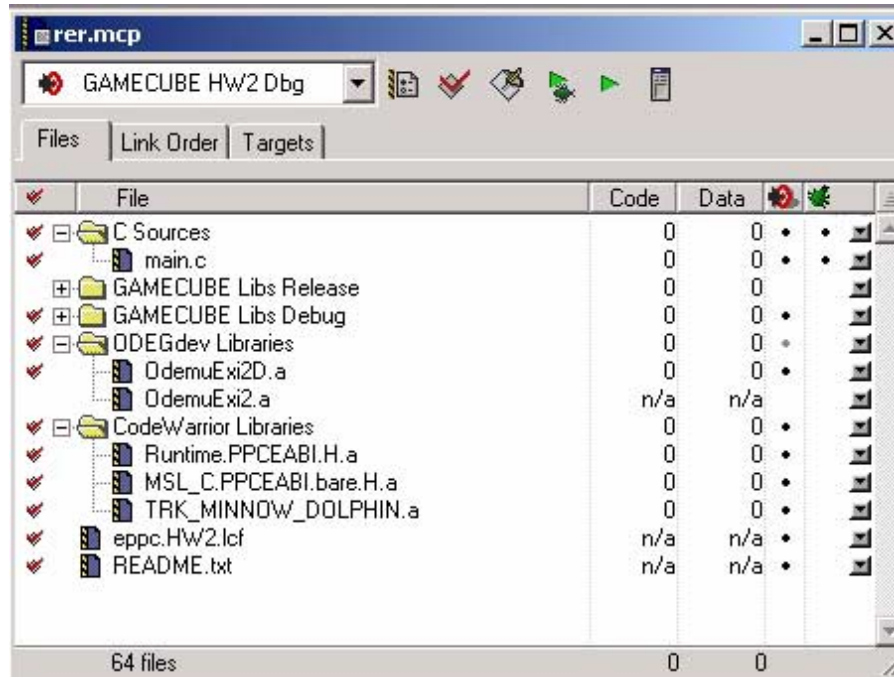 rer.mcp
GAMECUBE HW2 Dbg
Files Link Order Targets
File Code Data
C Sources 0 0
main.c 0 0
GAMECUBE Libs Release 0 0
GAMECUBE Libs Debug 0 0
ODEGdev Libraries 0 0
OdemuExi2D.a 0 0
OdemuExi2.a n/a n/a
CodeWarrior Libraries 0 0
Runtime.PPCEABI.H.a 0 0
MSL_C.PPCEABI.bare.H.a 0 0
TRK_MINNOW_DOLPHIN.a 0 0
eppc.HW2.lcf n/a n/a
README.txt n/a n/a
64 files 0 0